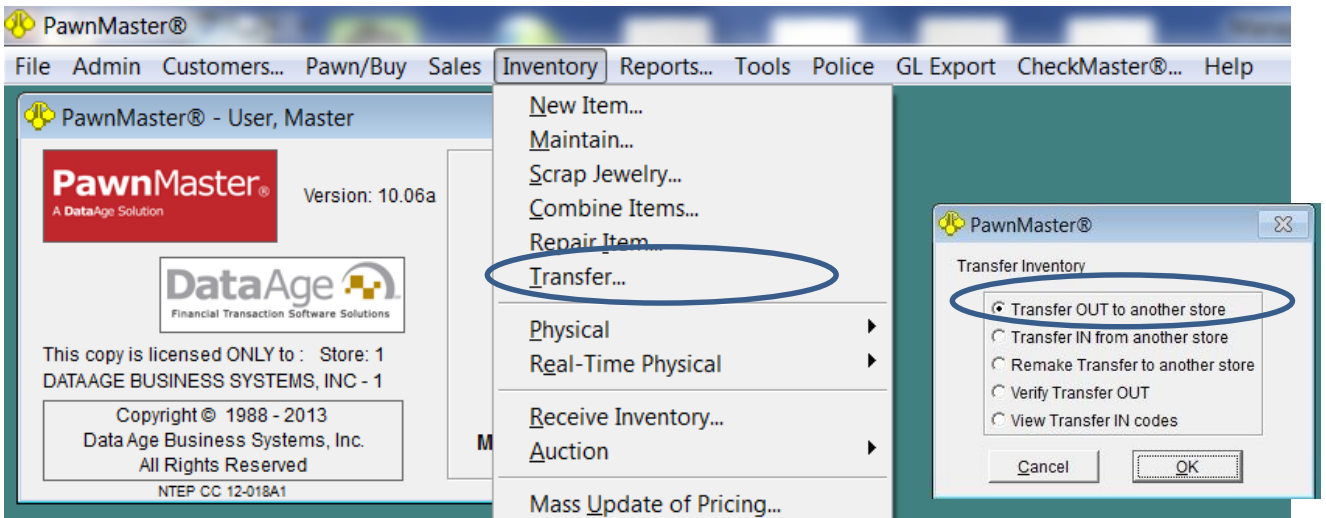 PawnMaster®
File Admin Customers... Pawn/Buy Sales Inventory Reports... Tools Police GL Export CheckMaster®... Help
PawnMaster® - User, Master
PawnMaster®
A DataAge Solution
Version: 10.06a
DataAge
Financial Transaction Software Solutions
This copy is licensed ONLY to : Store: 1
DATAAGE BUSINESS SYSTEMS, INC - 1
Copyright © 1988 - 2013
Data Age Business Systems, Inc.
All Rights Reserved
NTEP CC 12-018A1
M
New Item...
Maintain...
Scrap Jewelry...
Combine Items...
Repair Item...
Transfer...
Physical
Real-Time Physical
Receive Inventory...
Auction
Mass Update of Pricing...
PawnMaster®
Transfer Inventory
Transfer OUT to another store
Transfer IN from another store
Remake Transfer to another store
Verify Transfer OUT
View Transfer IN codes
Cancel OK